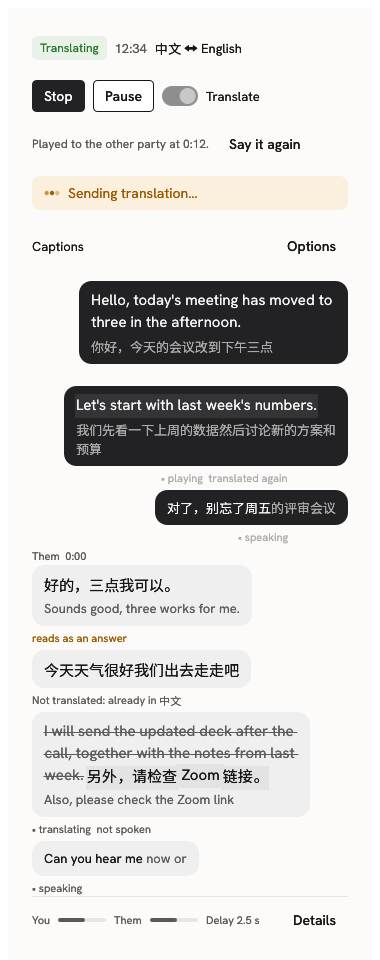 Translating 12:34 中文 ⬌ English
Stop Pause Translate
Played to the other party at 0:12. Say it again
Sending translation...
Captions Options
Hello, today's meeting has moved to
three in the afternoon.
你好，今天的会议改到下午三点
Let's start with last week's numbers.
我们先看一下上周的数据然后讨论新的方案和
预算
• playing translated again
对了，别忘了周五的评审会议
• speaking
Them 0:00
好的，三点我可以。
Sounds good, three works for me.
reads as an answer
今天天气很好我们出去走走吧
Not translated: already in 中文
I will send the updated deck after the
call, together with the notes from last
week. 另外，请检查 Zoom 链接。
Also, please check the Zoom link
• translating not spoken
Can you hear me now or
• speaking
You Them Delay 2.5 s Details